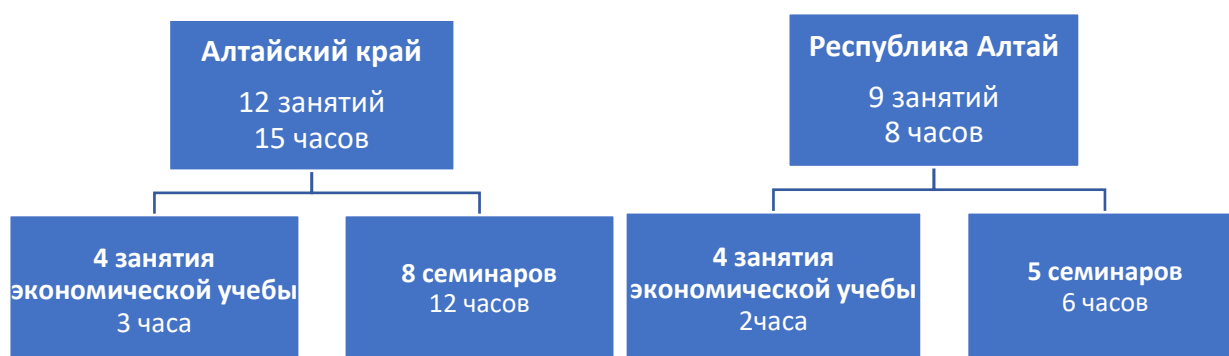 Алтайский край
12 занятий
15 часов
4 занятия
экономической учебы
3 часа
8 семинаров
12 часов
Республика Алтай
9 занятий
8 часов
4 занятия
экономической учебы
2часа
5 семинаров
6 часов